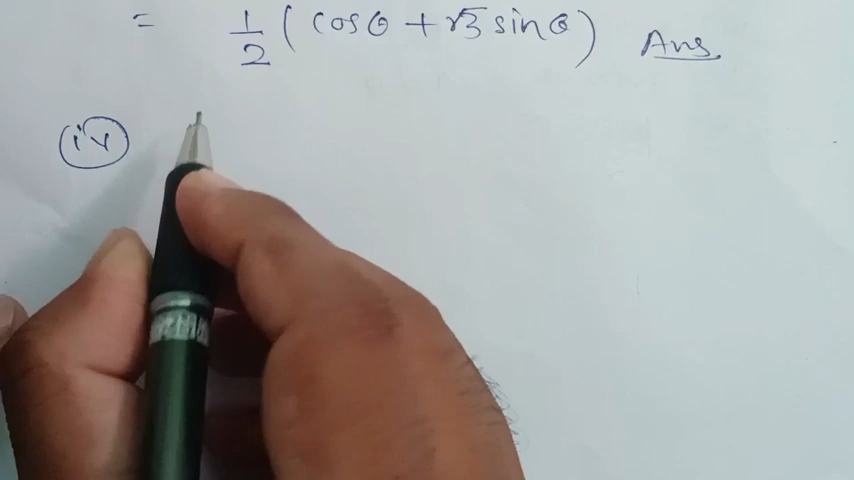 = 1/2 (cosθ + √3 sinθ) Ans
(iv)